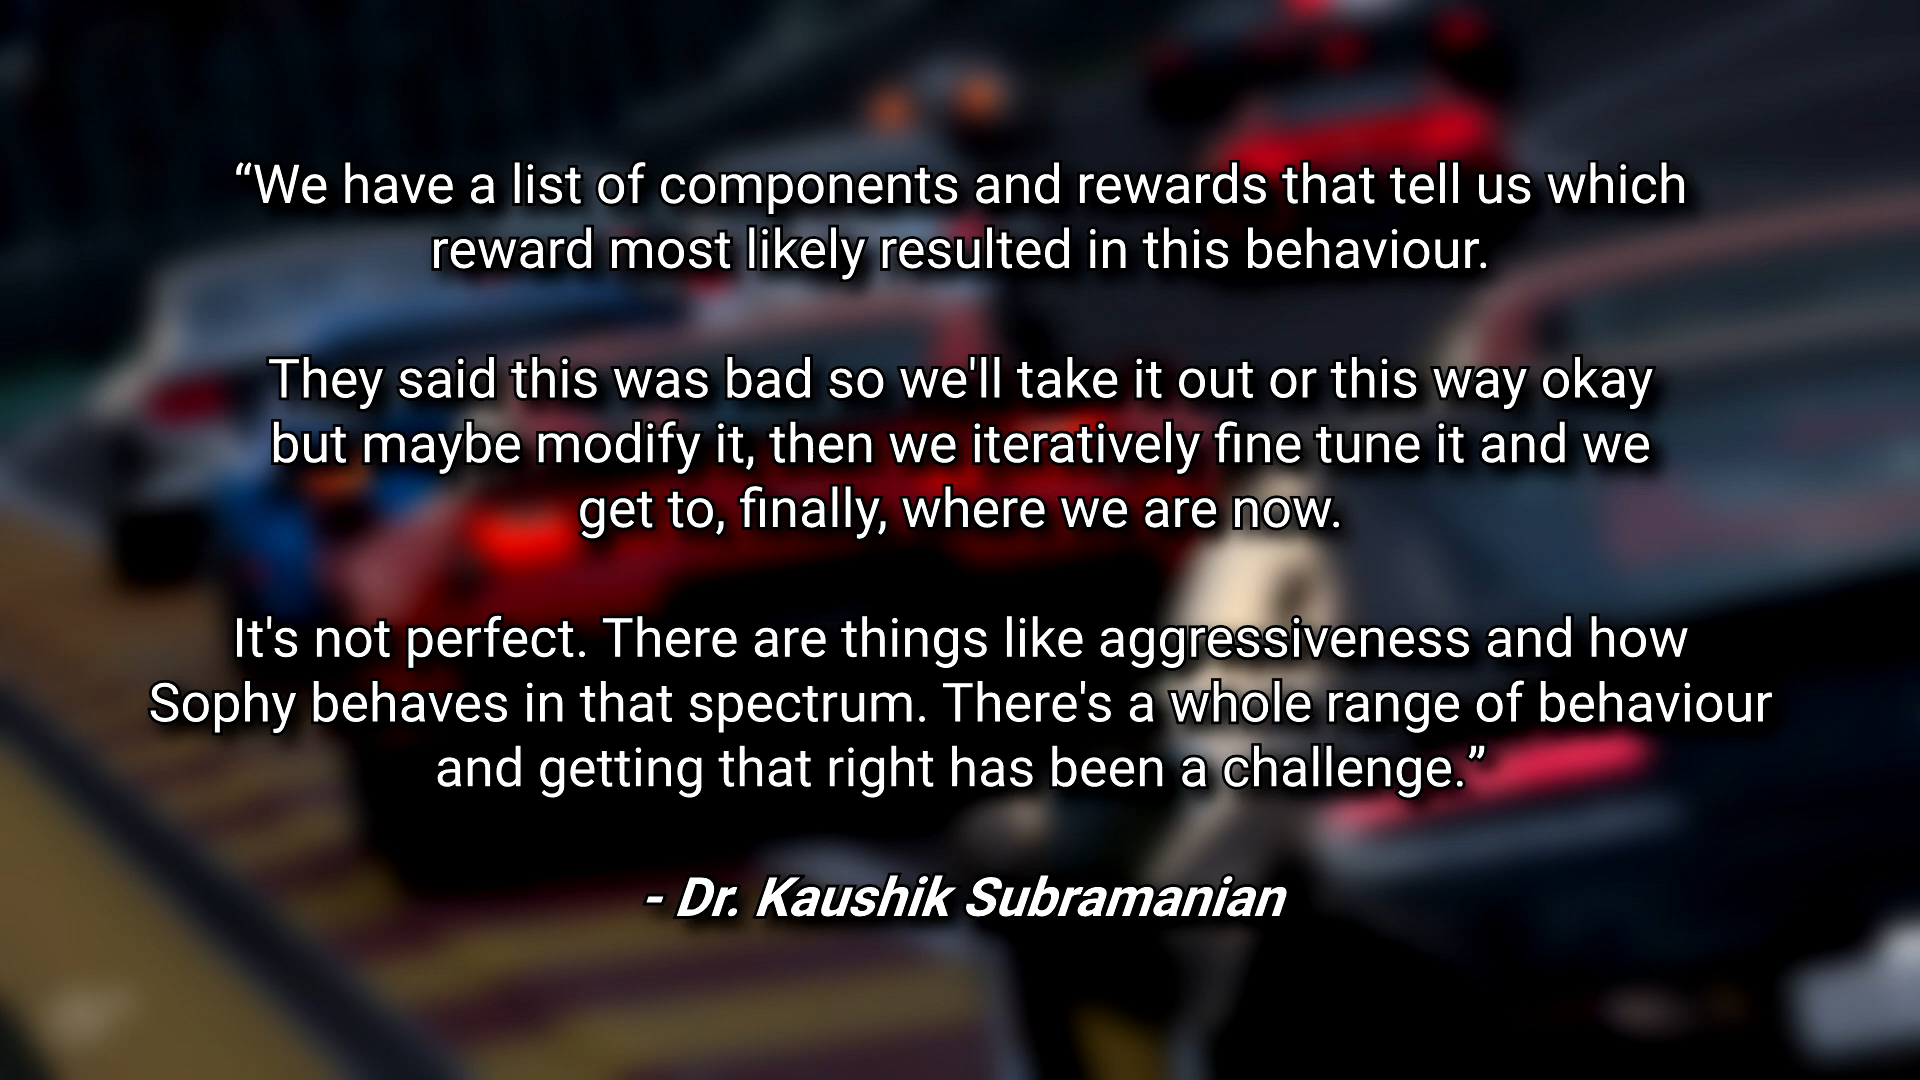 “We have a list of components and rewards that tell us which
reward most likely resulted in this behaviour.
They said this was bad so we'll take it out or this way okay
but maybe modify it, then we iteratively fine tune it and we
get to, finally, where we are now.
It's not perfect. There are things like aggressiveness and how
Sophy behaves in that spectrum. There's a whole range of behaviour
and getting that right has been a challenge.”
- Dr. Kaushik Subramanian